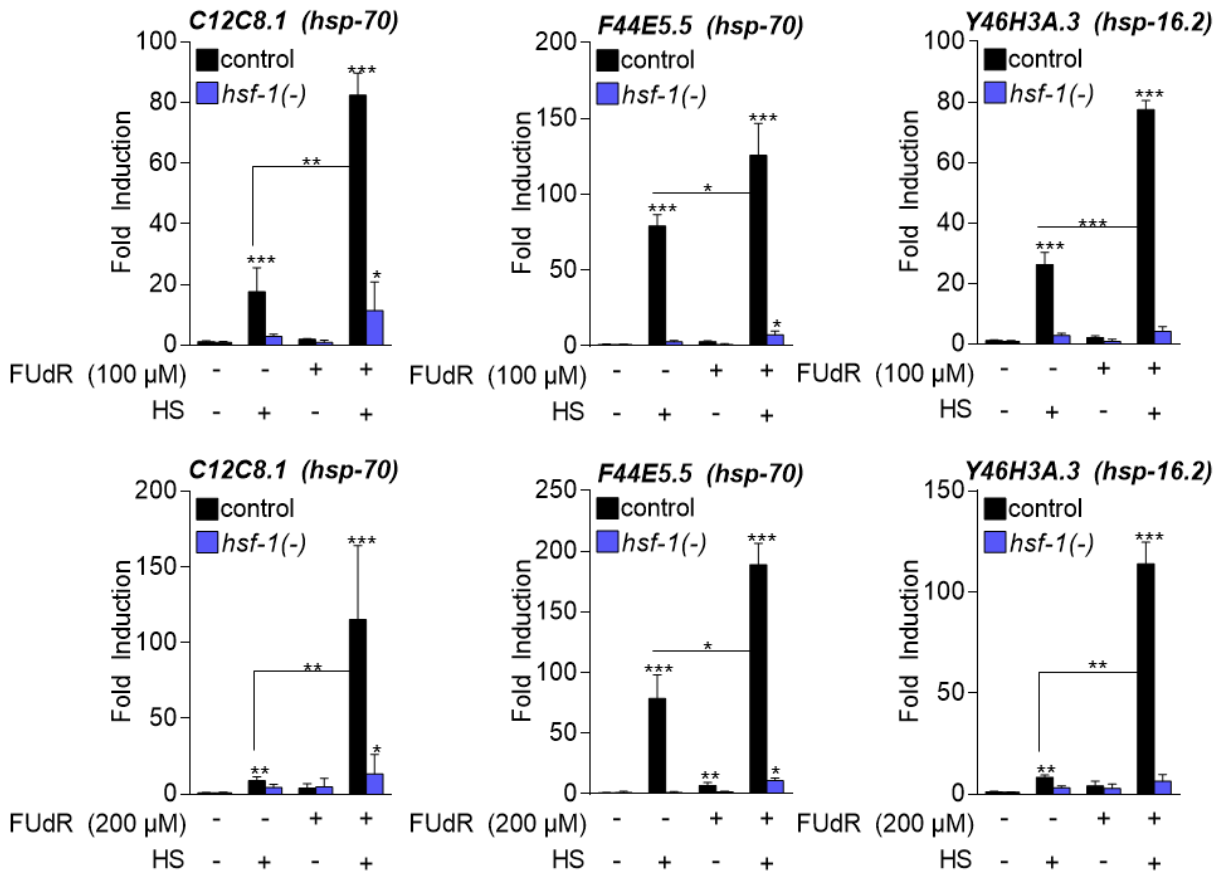 C12C8.1 (hsp-70)
100
80
60
40
20
0
Fold Induction
control
hsf-1(-)
***
**
***
*
FUdR (100 µM) - - + +
HS - + - +
F44E5.5 (hsp-70)
200
150
100
50
0
Fold Induction
control
hsf-1(-)
***
*
***
*
FUdR (100 µM) - - + +
HS - + - +
Y46H3A.3 (hsp-16.2)
100
80
60
40
20
0
Fold Induction
control
hsf-1(-)
***
***
***
FUdR (100 µM) - - + +
HS - + - +
C12C8.1 (hsp-70)
200
150
100
50
0
Fold Induction
control
hsf-1(-)
***
**
**
*
FUdR (200 µM) - - + +
HS - + - +
F44E5.5 (hsp-70)
250
200
150
100
50
0
Fold Induction
control
hsf-1(-)
***
*
***
**
*
FUdR (200 µM) - - + +
HS - + - +
Y46H3A.3 (hsp-16.2)
150
100
50
0
Fold Induction
control
hsf-1(-)
***
**
**
FUdR (200 µM) - - + +
HS - + - +